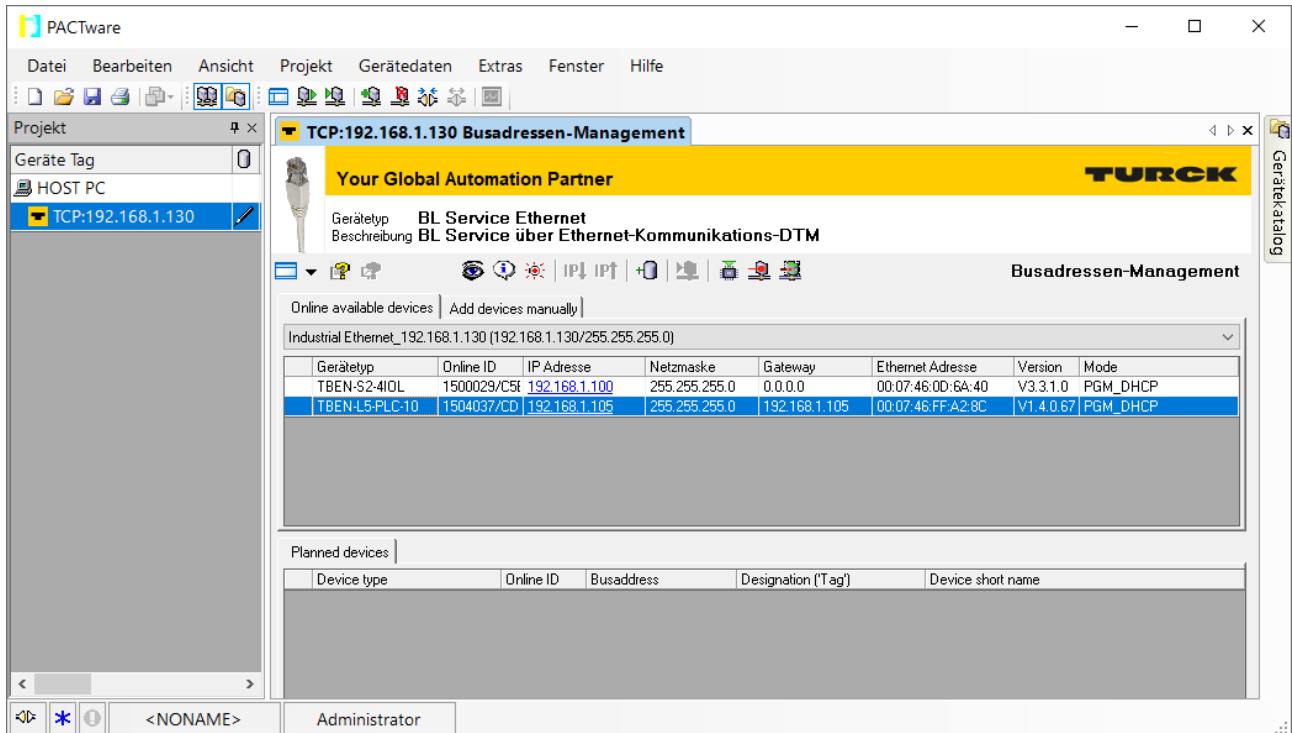 PACTware
Datei Bearbeiten Ansicht Projekt Gerätedaten Extras Fenster Hilfe
Projekt
Geräte Tag
HOST PC
TCP:192.168.1.130
TCP:192.168.1.130 Busadressen-Management
Your Global Automation Partner
TURCK
Gerätetyp BL Service Ethernet
Beschreibung BL Service über Ethernet-Kommunikations-DTM
IP IP
Busadressen-Management
Online available devices Add devices manually
Industrial Ethernet_192.168.1.130 (192.168.1.130/255.255.255.0)
Gerätetyp Online ID IP Adresse Netzmaske Gateway Ethernet Adresse Version Mode
TBEN-S2-4IOL 1500029/C5E 192.168.1.100 255.255.255.0 0.0.0.0 00:07:46:0D:6A:40 V3.3.1.0 PGM_DHCP
TBEN-L5-PLC-10 1504037/CD 192.168.1.105 255.255.255.0 192.168.1.105 00:07:46:FF:A2:8C V1.4.0.67 PGM_DHCP
Planned devices
Device type Online ID Busaddress Designation ('Tag') Device short name
Gerätekatalog
<NONAME> Administrator